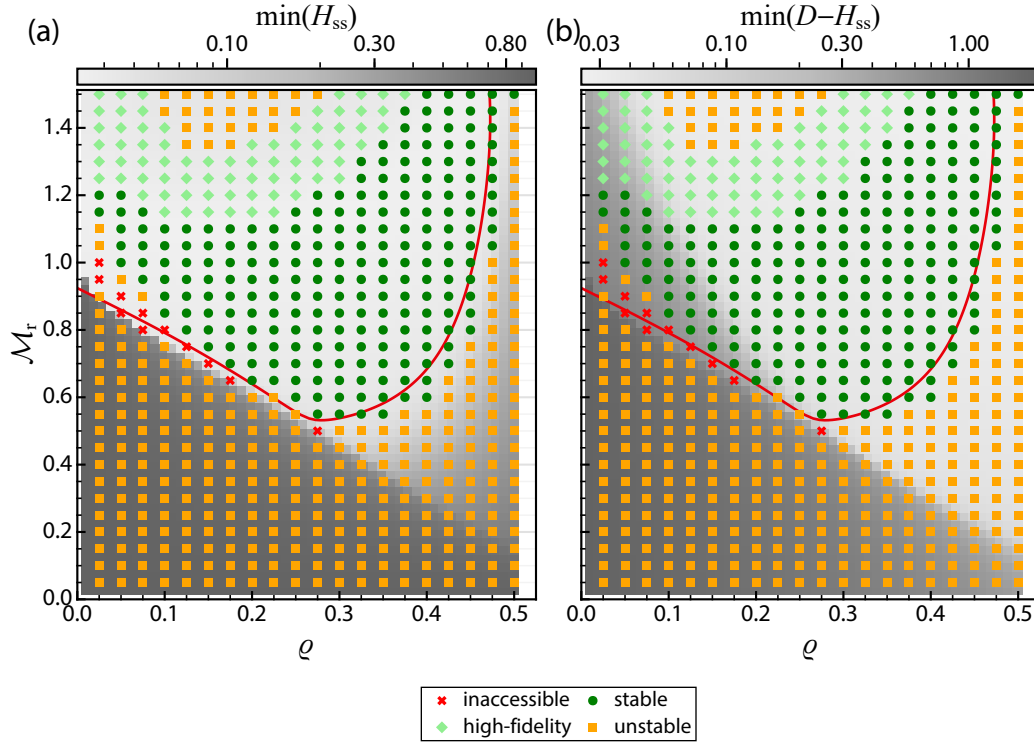 (a) min(Hss)
0.10 0.30 0.80
(b) min(D−Hss)
0.03 0.10 0.30 1.00
ℳr
1.4
1.2
1.0
0.8
0.6
0.4
0.2
0.0
0.0 0.1 0.2 0.3 0.4 0.5
ϱ
0.0 0.1 0.2 0.3 0.4 0.5
ϱ
inaccessible stable
high-fidelity unstable